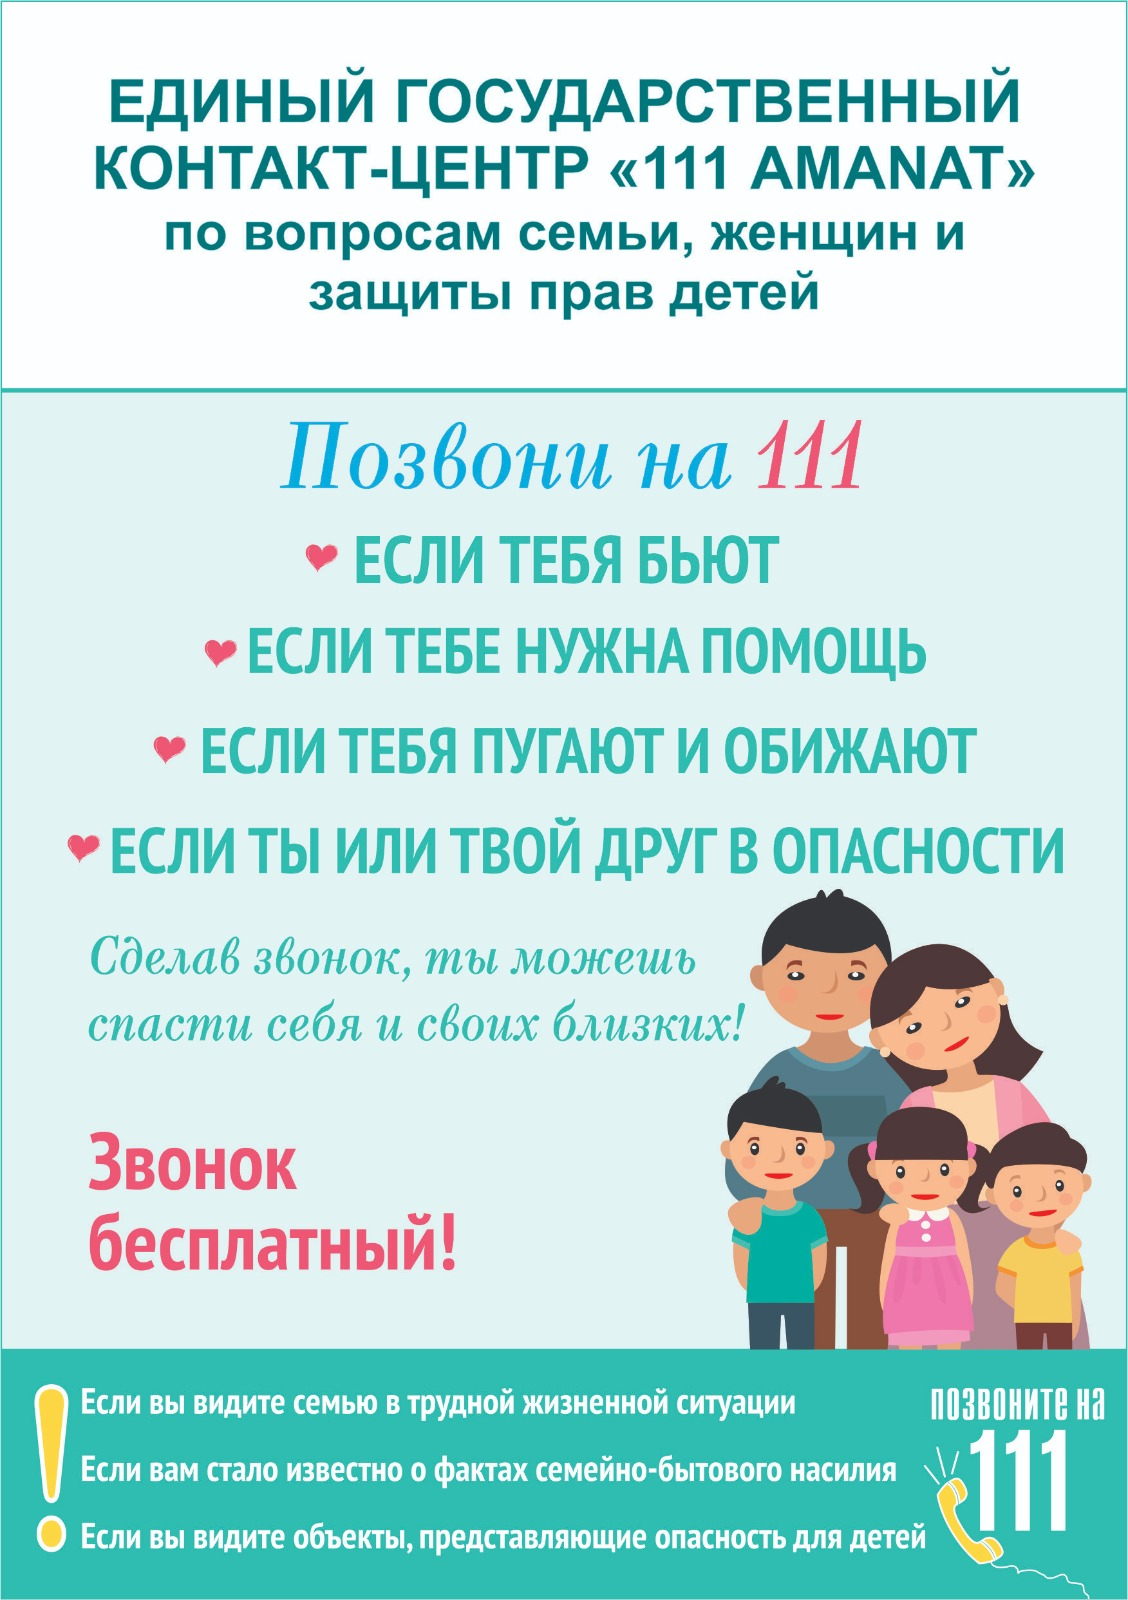 ЕДИНЫЙ ГОСУДАРСТВЕННЫЙ
КОНТАКТ-ЦЕНТР «111 AMANAT»
по вопросам семьи, женщин и
защиты прав детей
Позвони на 111
ЕСЛИ ТЕБЯ БЬЮТ
ЕСЛИ ТЕБЕ НУЖНА ПОМОЩЬ
ЕСЛИ ТЕБЯ ПУГАЮТ И ОБИЖАЮТ
ЕСЛИ ТЫ ИЛИ ТВОЙ ДРУГ В ОПАСНОСТИ
Сделав звонок, ты можешь
спасти себя и своих близких!
Звонок
бесплатный!
Если вы видите семью в трудной жизненной ситуации
Если вам стало известно о фактах семейно-бытового насилия
Если вы видите объекты, представляющие опасность для детей
ПОЗВОНИТЕ НА
111